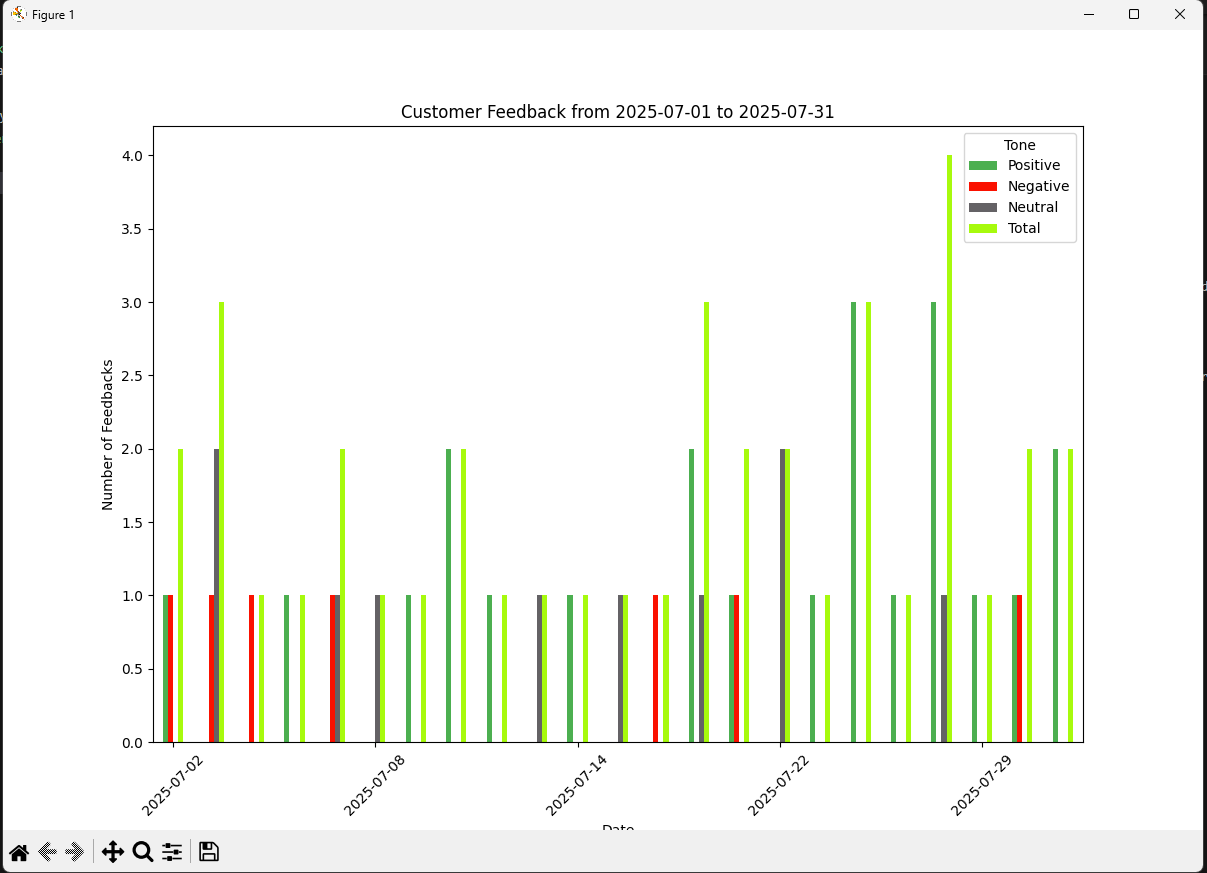 Figure 1
Customer Feedback from 2025-07-01 to 2025-07-31
Tone
Positive
Negative
Neutral
Total
Number of Feedbacks
4.0
3.5
3.0
2.5
2.0
1.5
1.0
0.5
0.0
2025-07-02
2025-07-08
2025-07-14
2025-07-22
2025-07-29
Date